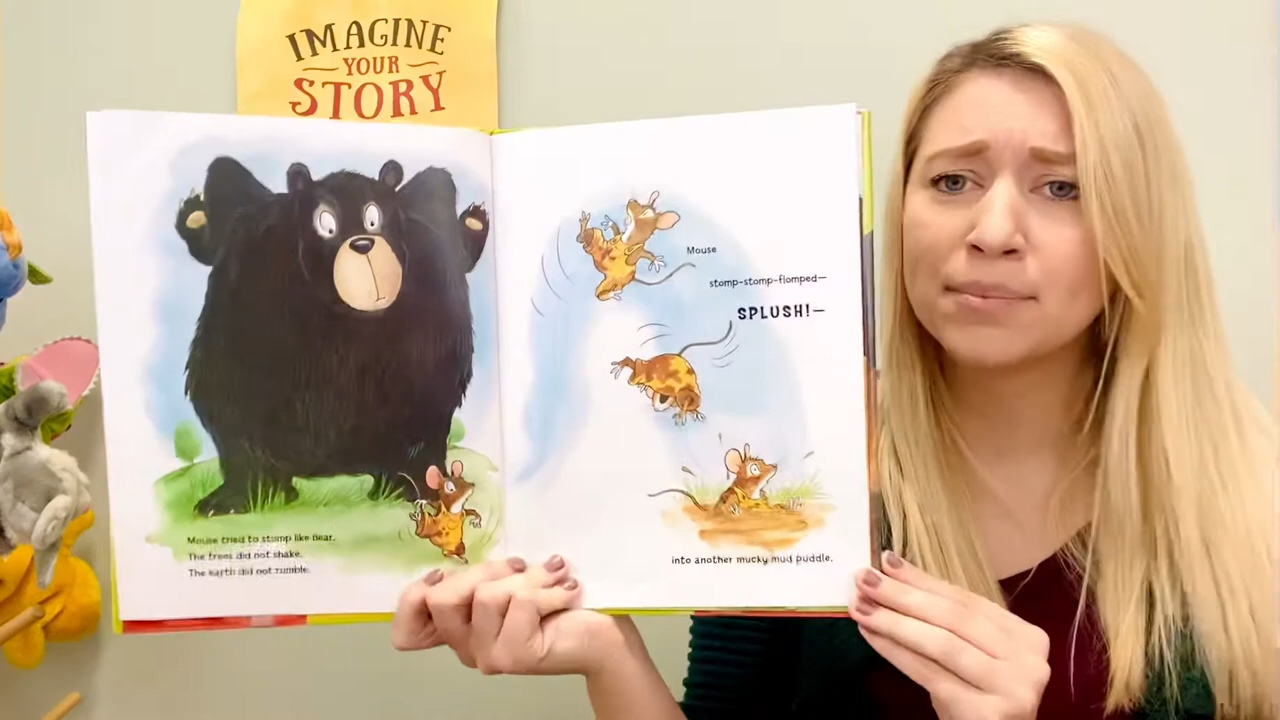 IMAGINE
YOUR
STORY
Mouse tried to stomp like Bear.
The trees did not shake.
The earth did not rumble.
Mouse
stomp-stomp-flomped—
SPLUSH!—
into another mucky mud puddle.